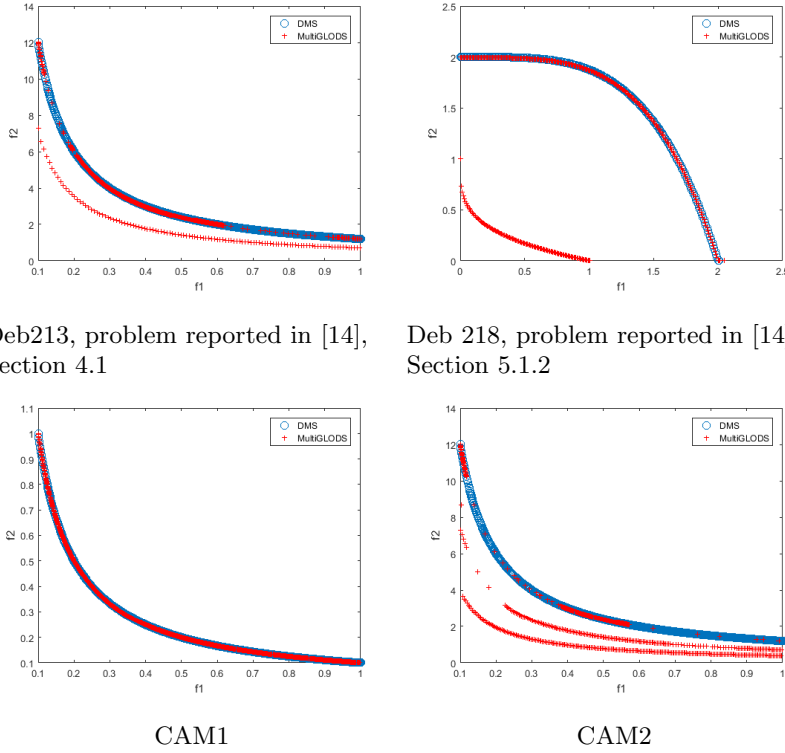 14
12
10
8
6
4
2
0
f2
0.1 0.2 0.3 0.4 0.5 0.6 0.7 0.8 0.9 1
f1
DMS
MultiGLODS
2.5
2
1.5
1
0.5
0
f2
0 0.5 1 1.5 2 2.5
f1
DMS
MultiGLODS
Deb213, problem reported in [14],
Section 4.1
Deb 218, problem reported in [14
Section 5.1.2
1.1
1
0.9
0.8
0.7
0.6
0.5
0.4
0.3
0.2
0.1
f2
0.1 0.2 0.3 0.4 0.5 0.6 0.7 0.8 0.9 1
f1
DMS
MultiGLODS
14
12
10
8
6
4
2
0
f2
0.1 0.2 0.3 0.4 0.5 0.6 0.7 0.8 0.9 1
f1
DMS
MultiGLODS
CAM1
CAM2